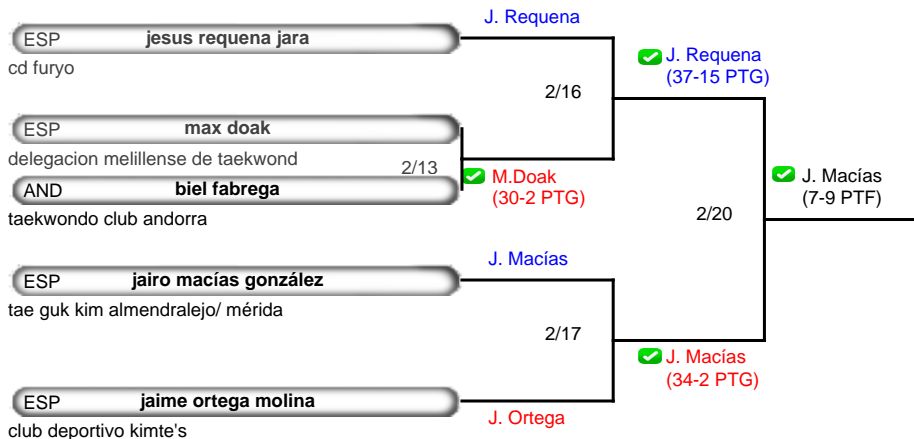 J. Requena
ESP jesus requena jara
cd furyo
J. Requena
(37-15 PTG)
2/16
ESP max doak
delegacion melillense de taekwond
2/13
M.Doak
(30-2 PTG)
AND biel fabrega
taekwondo club andorra
J. Macías
(7-9 PTF)
2/20
J. Macías
ESP jairo macías gonzález
tae guk kim almendralejo/ mérida
2/17
J. Macías
(34-2 PTG)
ESP jaime ortega molina
J. Ortega
club deportivo kimte's